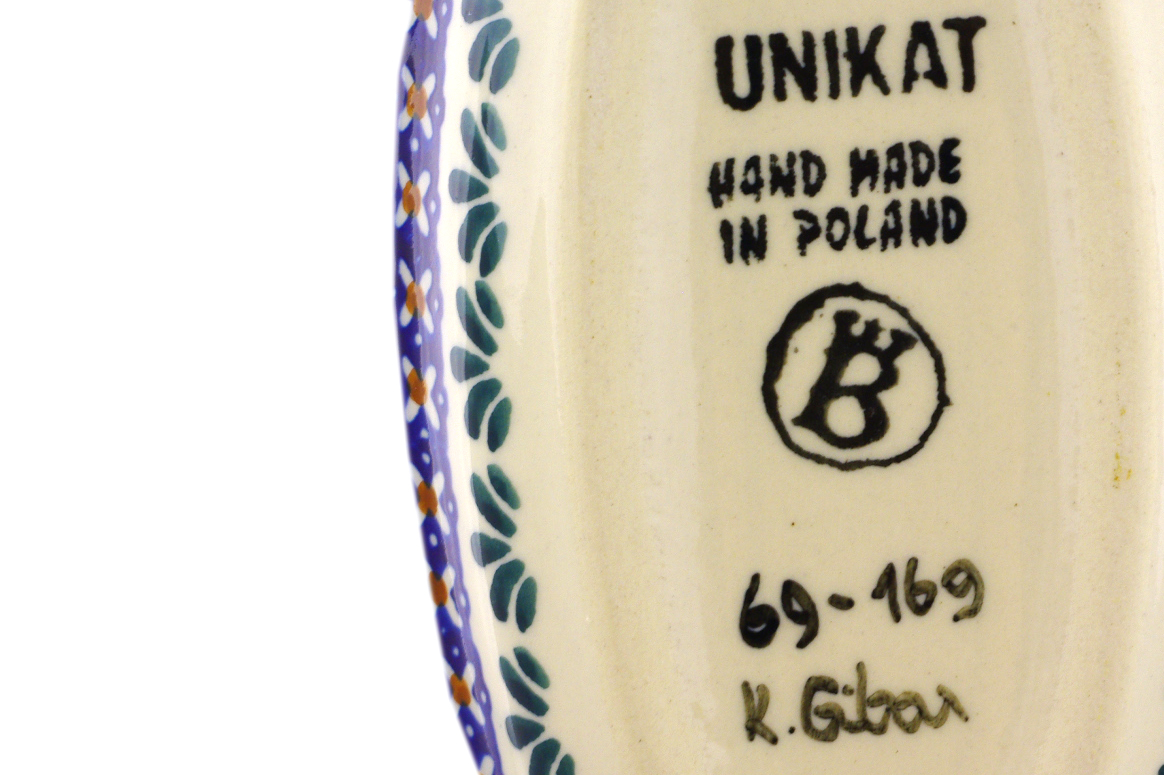 UNIKAT
HAND MADE
IN POLAND
B
69-169
K. Gibas